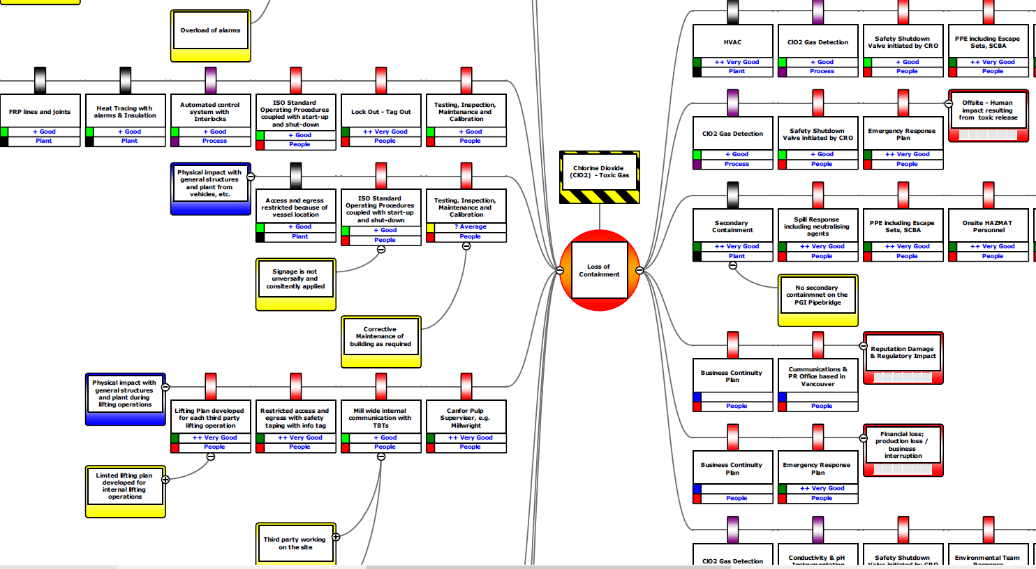 Overload of alarms
FRP lines and joints
+ Good
Plant
Heat Tracing with
alarms & Insulation
+ Good
Plant
Automated control
system with
Interlocks
+ Good
Process
ISO Standard
Operating Procedures
coupled with start-up
and shut-down
+ Good
People
Lock Out - Tag Out
++ Very Good
People
Testing, Inspection,
Maintenance and
Calibration
+ Good
People
Physical impact with
general structures
and plant from
vehicles, etc.
Access and egress
restricted because of
vessel location
+ Good
Plant
ISO Standard
Operating Procedures
coupled with start-up
and shut-down
+ Good
People
Testing, Inspection,
Maintenance and
Calibration
? Average
People
Signage is not
unversally and
consitently applied
Corrective
Maintenance of
building as required
Physical impact with
general structures
and plant during
lifting operations
Lifting Plan developed
for each third party
lifting operation
++ Very Good
People
Restricted access and
egress with safety
taping with info tag
++ Very Good
People
Mill wide internal
communication with
TBTs
+ Good
People
Canfor Pulp
Superviser, e.g.
Millwright
++ Very Good
People
Limted lifting plan
developed for
internal lifting
operations
Third party working
on the site
Chlorine Dioxide
(ClO2) - Toxic Gas
Loss of
Containment
HVAC
++ Very Good
Plant
ClO2 Gas Detection
+ Good
Process
Safety Shutdown
Valve initiated by CRO
+ Good
People
PPE including Escape
Sets, SCBA
++ Very Good
People
ClO2 Gas Detection
+ Good
Process
Safety Shutdown
Valve initiated by CRO
+ Good
People
Emergency Response
Plan
++ Very Good
People
Offsite - Human
impact resulting
from toxic release
Secondary
Containment
++ Very Good
Plant
Spill Response
including neutralising
agents
++ Very Good
People
PPE including Escape
Sets, SCBA
++ Very Good
People
Onsite HAZMAT
Personnel
++ Very Good
People
No secondary
containmnet on the
PGI Pipebridge
Business Continuity
Plan
People
Cummunications &
PR Office based in
Vancouver
People
Reputation Damage
& Regulatory Impact
Business Continuity
Plan
People
Emergency Response
Plan
++ Very Good
People
Financial loss;
production loss /
business
interruption
ClO2 Gas Detection
Conductivity & pH
Instrumentation
Safety Shutdown
Valve initiated by CRO
Environmental Team
Response